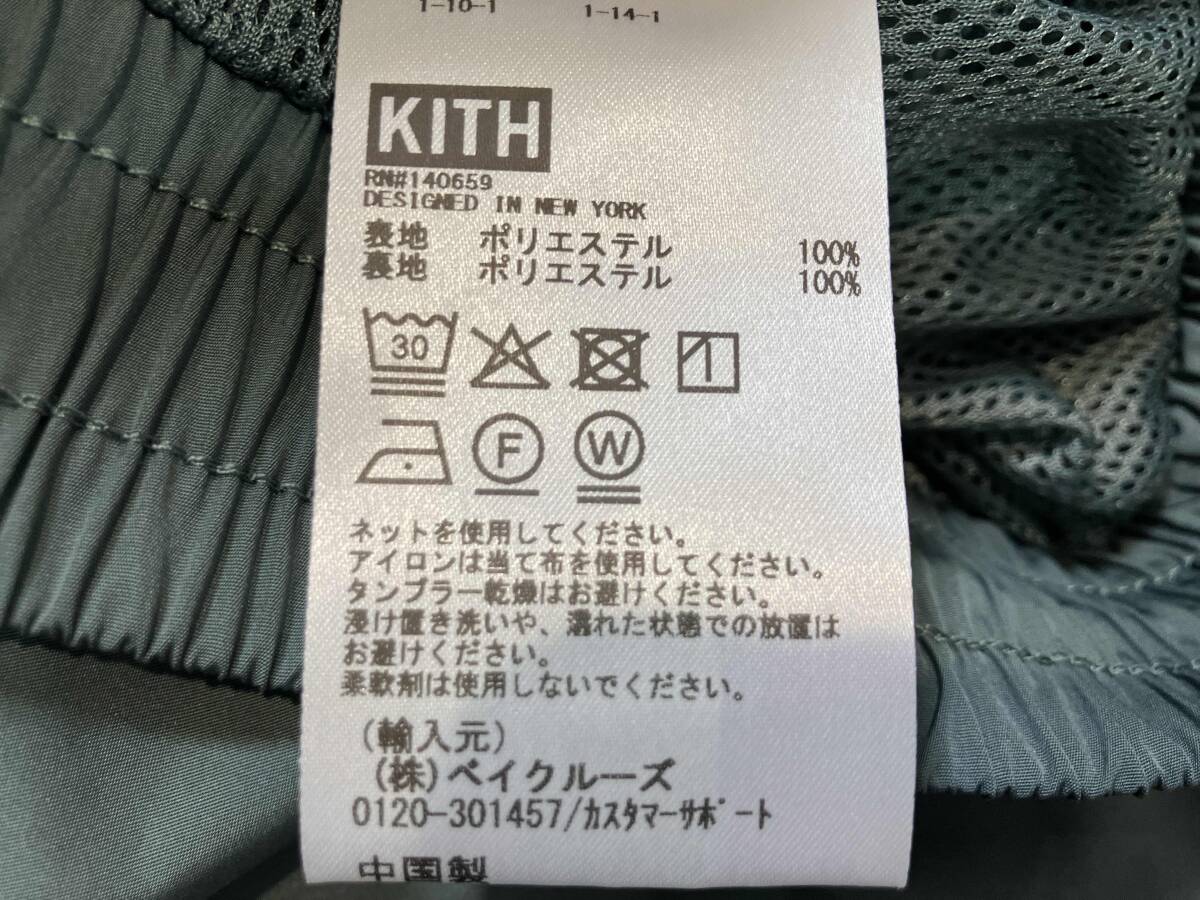 1-10-1 1-14-1
KITH
RN#140659
DESIGNED IN NEW YORK
表地 ポリエステル 100%
裏地 ポリエステル 100%
30
F W
ネットを使用してください。
アイロンは当て布を使用してください。
タンブラー乾燥はお避けください。
浸け置き洗いや、濡れた状態での放置は
お避けください。
柔軟剤は使用しないでください。
(輸入元)
(株)ベイクルーズ
0120-301457/カスタマーサポート
中国製